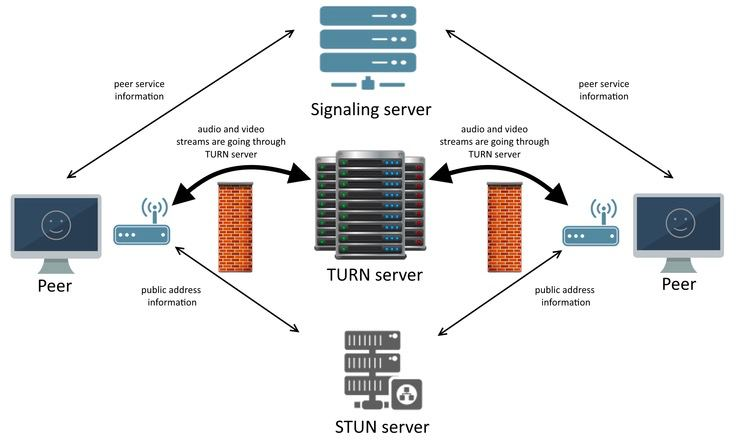 Signaling server
peer service
information
peer service
information
audio and video
streams are going through
TURN server
audio and video
streams are going through
TURN server
TURN server
Peer
Peer
public address
information
public address
information
STUN server